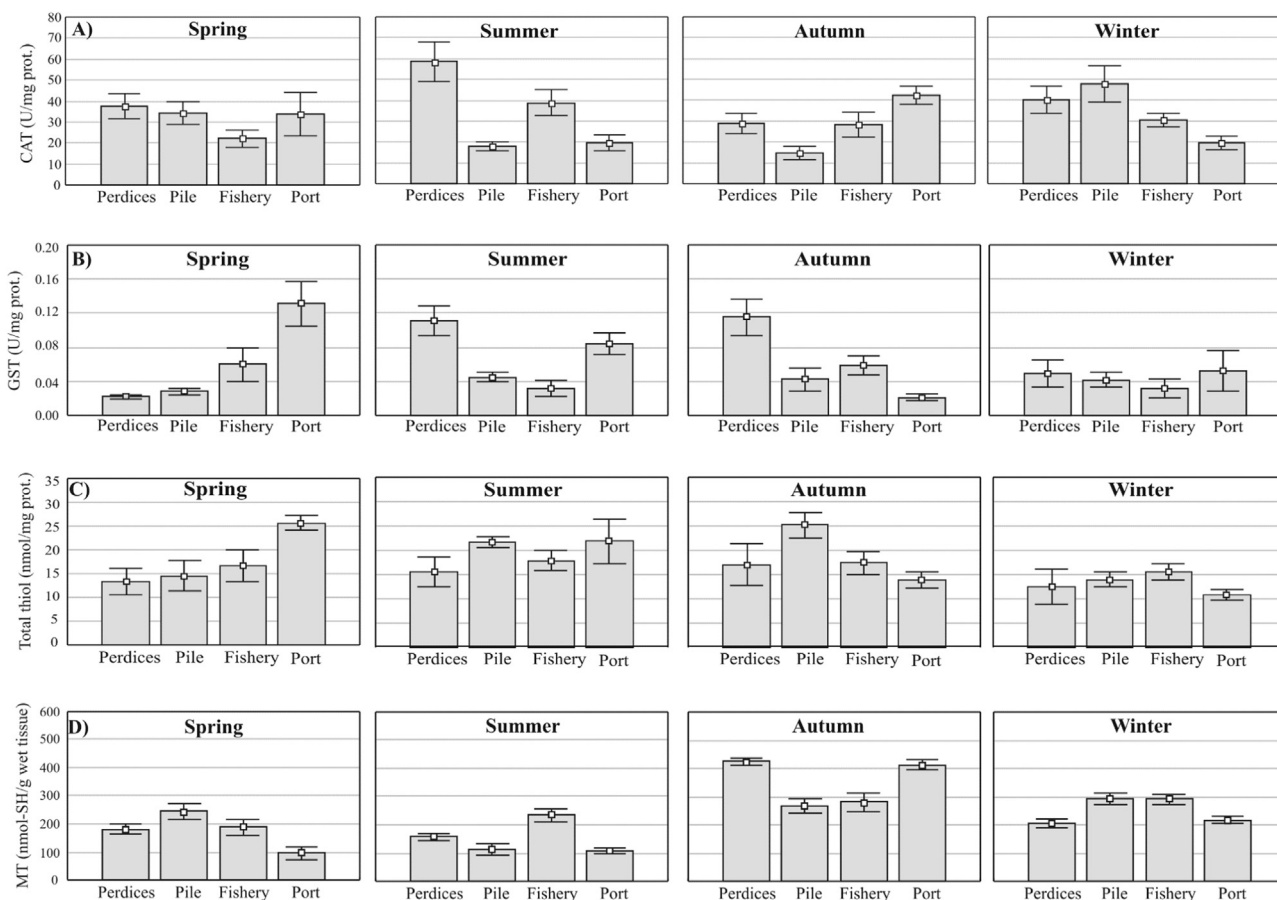 A) Spring Summer Autumn Winter
CAT (U/mg prot.)
80
70
60
50
40
30
20
10
0
Perdices Pile Fishery Port Perdices Pile Fishery Port Perdices Pile Fishery Port Perdices Pile Fishery Port
B) Spring Summer Autumn Winter
GST (U/mg prot.)
0.20
0.16
0.12
0.08
0.04
0.00
Perdices Pile Fishery Port Perdices Pile Fishery Port Perdices Pile Fishery Port Perdices Pile Fishery Port
C) Spring Summer Autumn Winter
Total thiol (nmol/mg prot.)
35
30
25
20
15
10
5
0
Perdices Pile Fishery Port Perdices Pile Fishery Port Perdices Pile Fishery Port Perdices Pile Fishery Port
D) Spring Summer Autumn Winter
MT (nmol-SH/g wet tissue)
600
500
400
300
200
100
0
Perdices Pile Fishery Port Perdices Pile Fishery Port Perdices Pile Fishery Port Perdices Pile Fishery Port